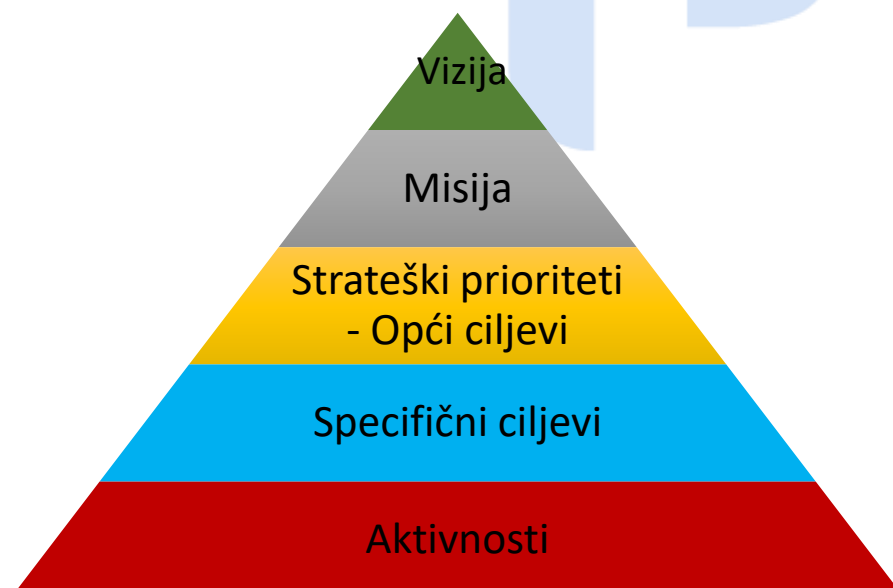 Vizija
Misija
Strateški prioriteti
- Opći ciljevi
Specifični ciljevi
Aktivnosti